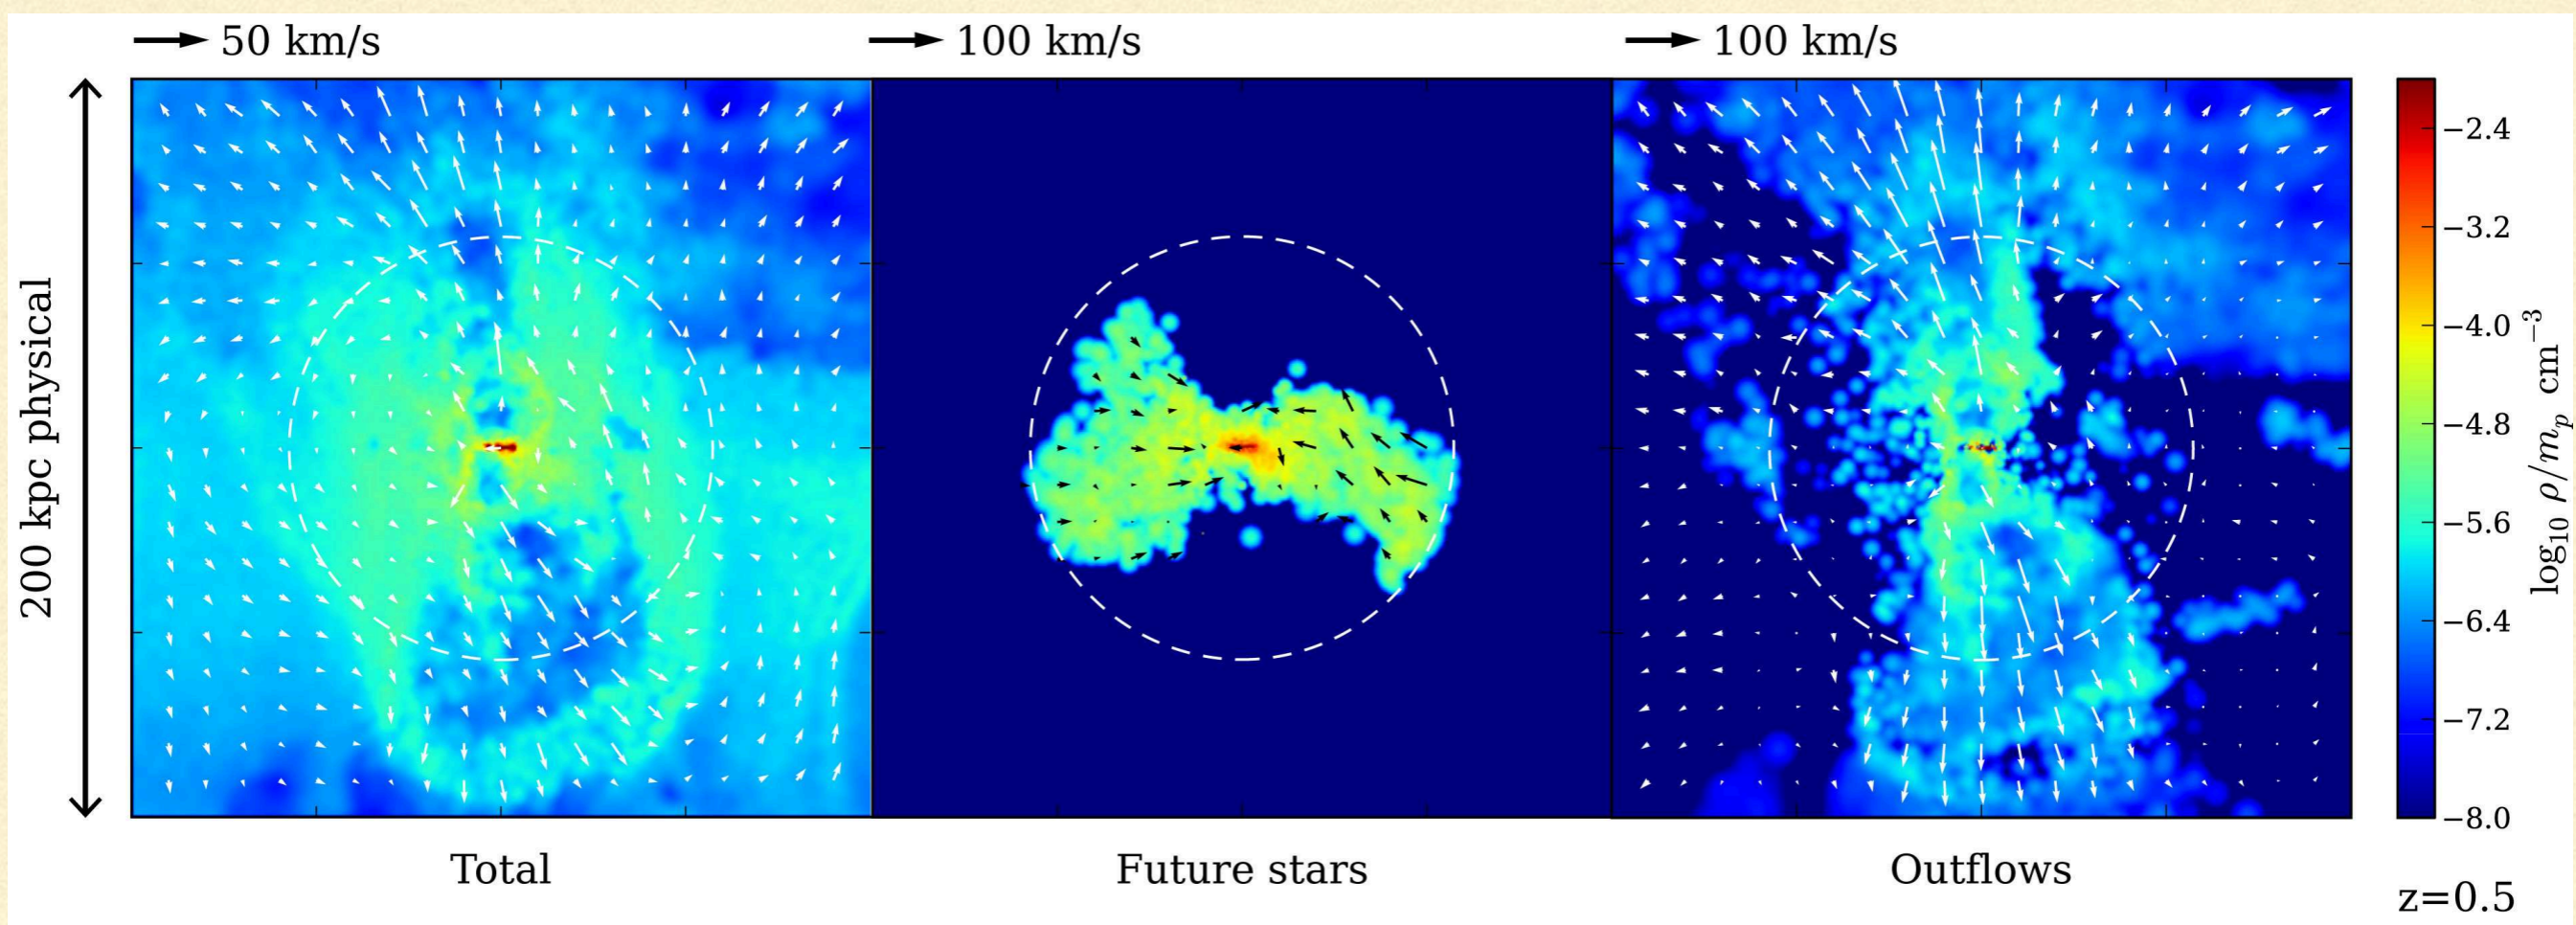 50 km/s
100 km/s
100 km/s
200 kpc physical
−2.4
−3.2
−4.0
−4.8
−5.6
−6.4
−7.2
−8.0
log₁₀ ρ/mₚ cm⁻³
Total
Future stars
Outflows
z=0.5